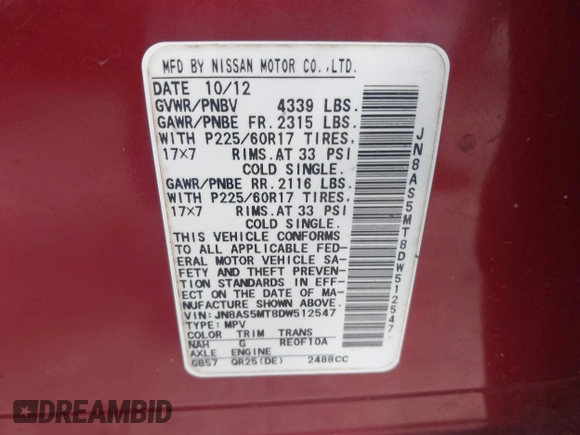 MFD BY NISSAN MOTOR CO.,LTD.
DATE 10/12
GVWR/PNBV 4339 LBS.
GAWR/PNBE FR. 2315 LBS.
WITH P225/60R17 TIRES.
17×7 RIMS.AT 33 PSI
COLD SINGLE.
GAWR/PNBE RR. 2116 LBS.
WITH P225/60R17 TIRES.
17×7 RIMS.AT 33 PSI
COLD SINGLE.
THIS VEHICLE CONFORMS
TO ALL APPLICABLE FED-
ERAL MOTOR VEHICLE SA-
FETY AND THEFT PREVEN-
TION STANDARDS IN EFF-
ECT ON THE DATE OF MA-
NUFACTURE SHOWN ABOVE.
VIN:JN8AS5MT8DW512547
TYPE:MPV
COLOR TRIM TRANS
NAH G RE0F10A
AXLE ENGINE
GB57 QR25(DE) 2488CC
JN8AS5MT8DW512547
DREAMBID